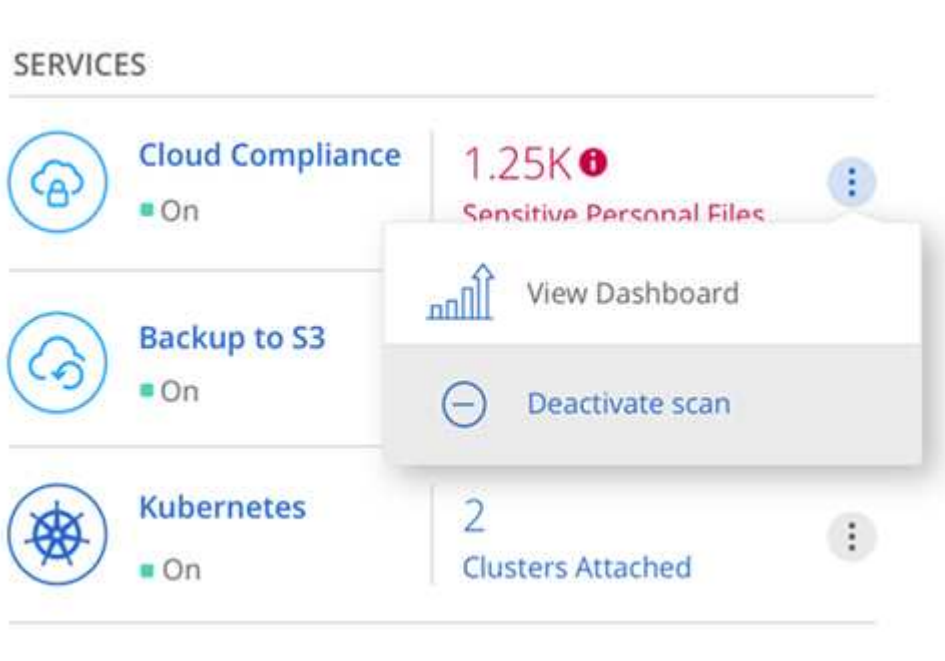 SERVICES
Cloud Compliance
On
1.25K
Sensitive Personal Files
View Dashboard
Deactivate scan
Backup to S3
On
Kubernetes
On
2
Clusters Attached